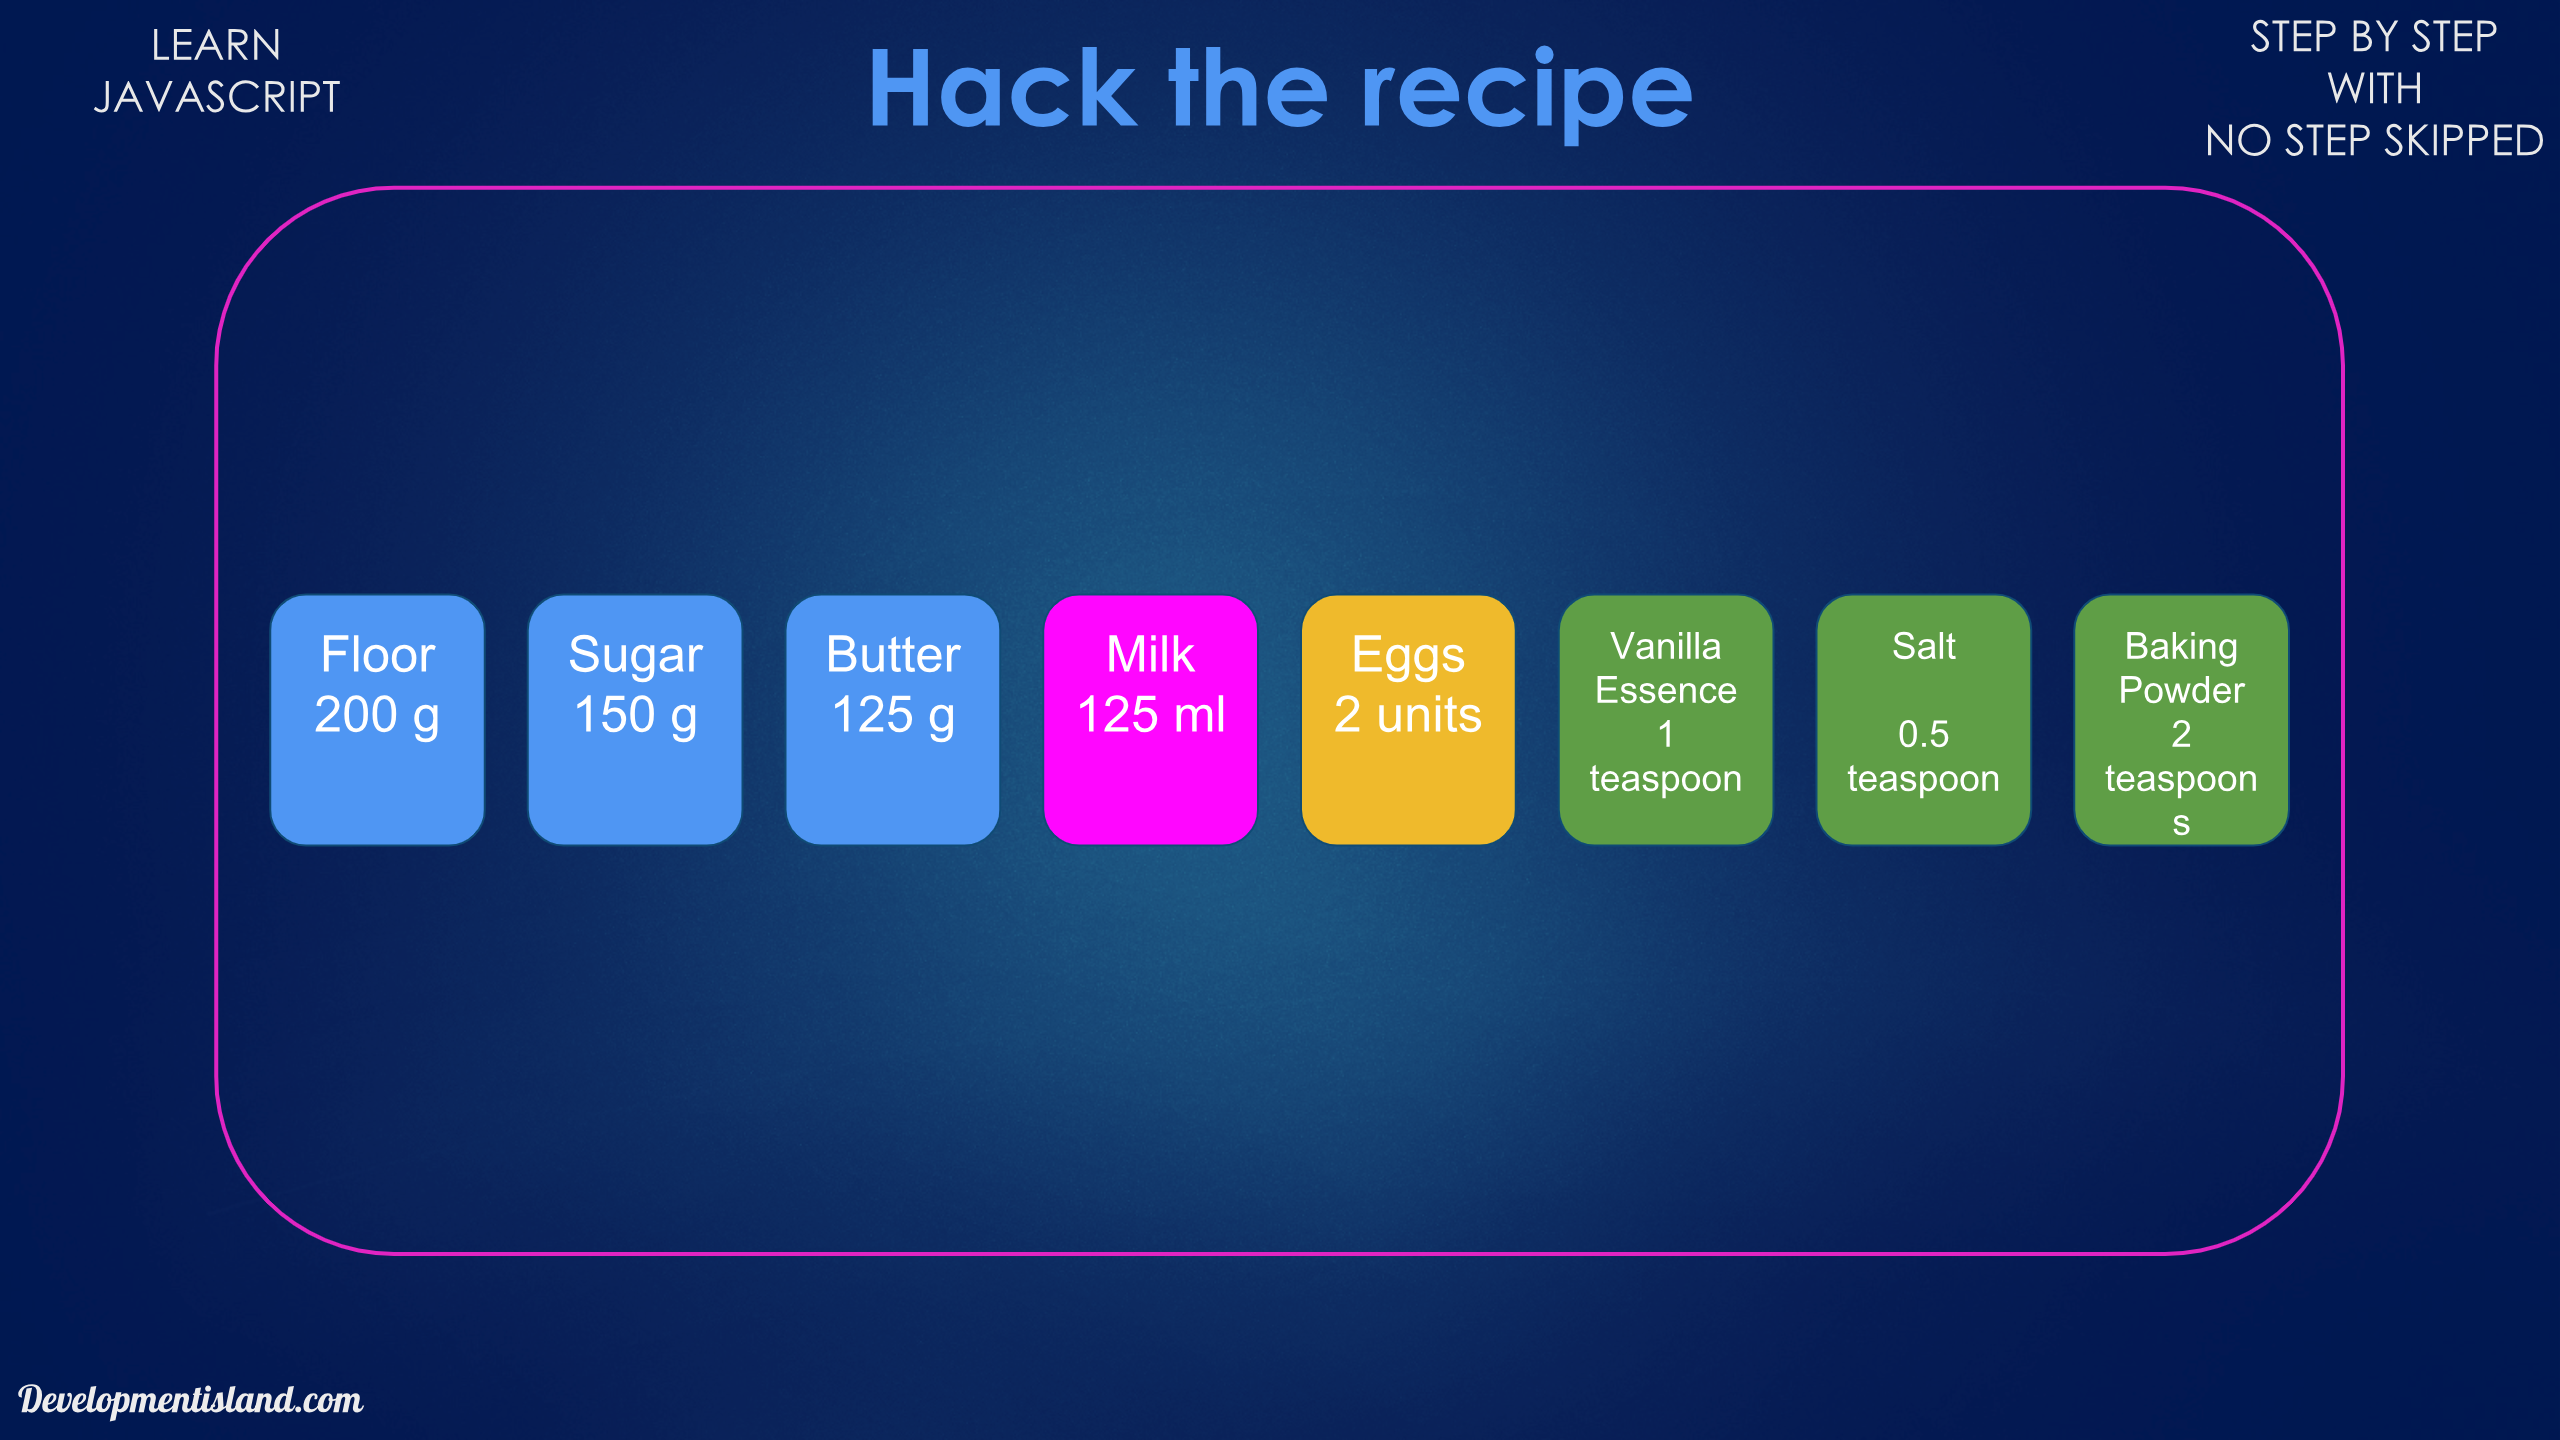 LEARN
JAVASCRIPT
Hack the recipe
STEP BY STEP
WITH
NO STEP SKIPPED
Floor
200 g
Sugar
150 g
Butter
125 g
Milk
125 ml
Eggs
2 units
Vanilla
Essence
1
teaspoon
Salt
0.5
teaspoon
Baking
Powder
2
teaspoon
s
Developmentisland.com